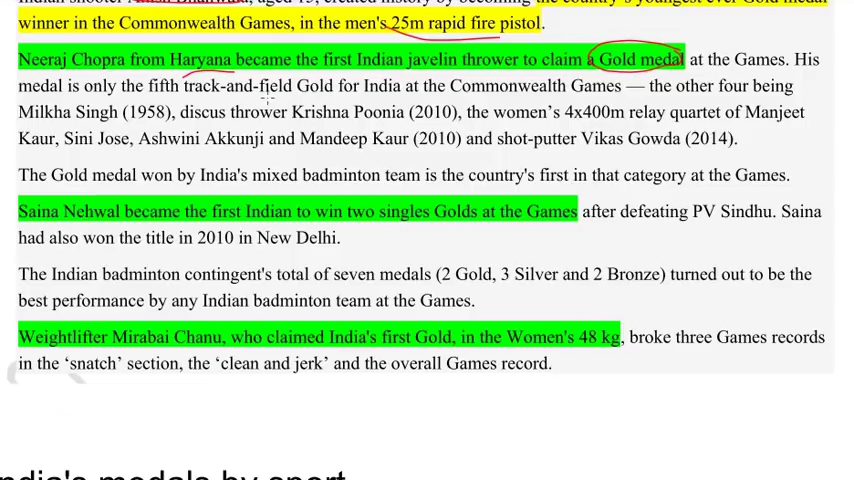 winner in the Commonwealth Games, in the men's 25m rapid fire pistol.
Neeraj Chopra from Haryana became the first Indian javelin thrower to claim a Gold medal at the Games. His
medal is only the fifth track-and-field Gold for India at the Commonwealth Games — the other four being
Milkha Singh (1958), discus thrower Krishna Poonia (2010), the women’s 4x400m relay quartet of Manjeet
Kaur, Sini Jose, Ashwini Akkunji and Mandeep Kaur (2010) and shot-putter Vikas Gowda (2014).
The Gold medal won by India's mixed badminton team is the country's first in that category at the Games.
Saina Nehwal became the first Indian to win two singles Golds at the Games after defeating PV Sindhu. Saina
had also won the title in 2010 in New Delhi.
The Indian badminton contingent's total of seven medals (2 Gold, 3 Silver and 2 Bronze) turned out to be the
best performance by any Indian badminton team at the Games.
Weightlifter Mirabai Chanu, who claimed India's first Gold, in the Women's 48 kg, broke three Games records
in the ‘snatch’ section, the ‘clean and jerk’ and the overall Games record.